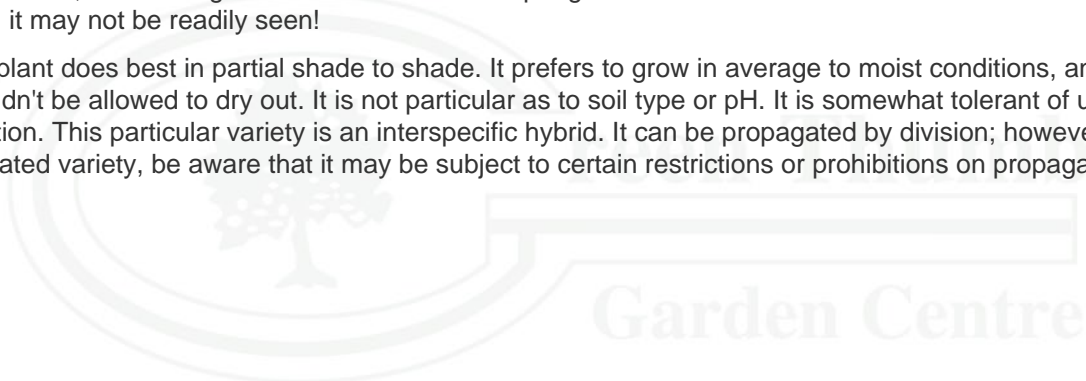 it may not be readily seen!
plant does best in partial shade to shade. It prefers to grow in average to moist conditions, an
dn't be allowed to dry out. It is not particular as to soil type or pH. It is somewhat tolerant of u
tion. This particular variety is an interspecific hybrid. It can be propagated by division; howeve
ated variety, be aware that it may be subject to certain restrictions or prohibitions on propaga
Garden Centre